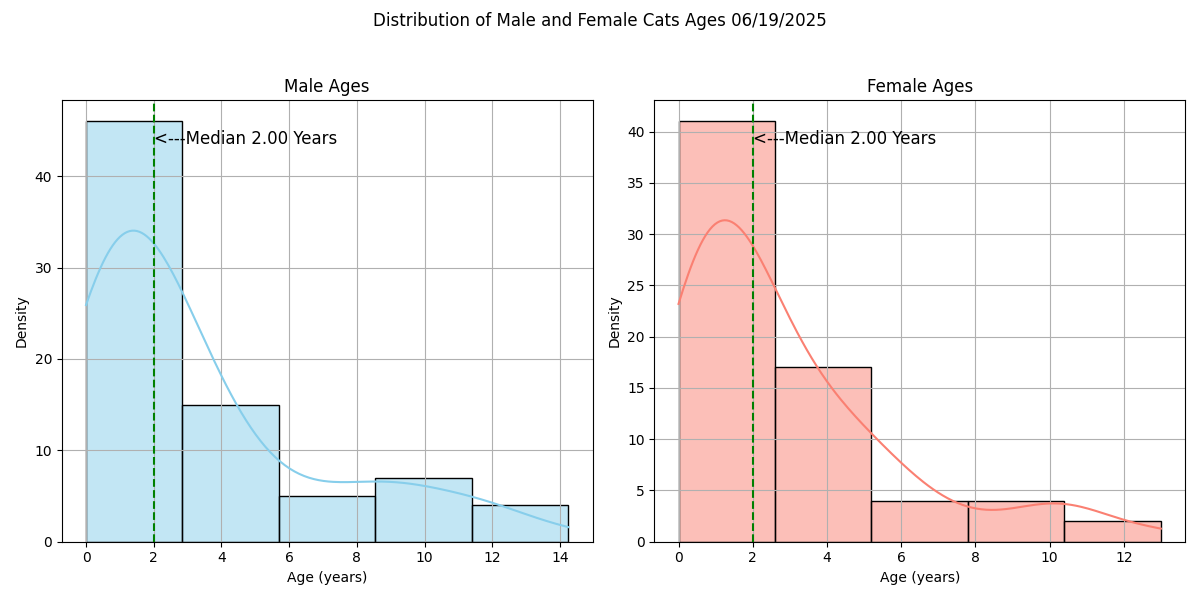 Distribution of Male and Female Cats Ages 06/19/2025
Male Ages
<---Median 2.00 Years
Density
40
30
20
10
0
0 2 4 6 8 10 12 14
Age (years)
Female Ages
<---Median 2.00 Years
Density
40
35
30
25
20
15
10
5
0
0 2 4 6 8 10 12
Age (years)